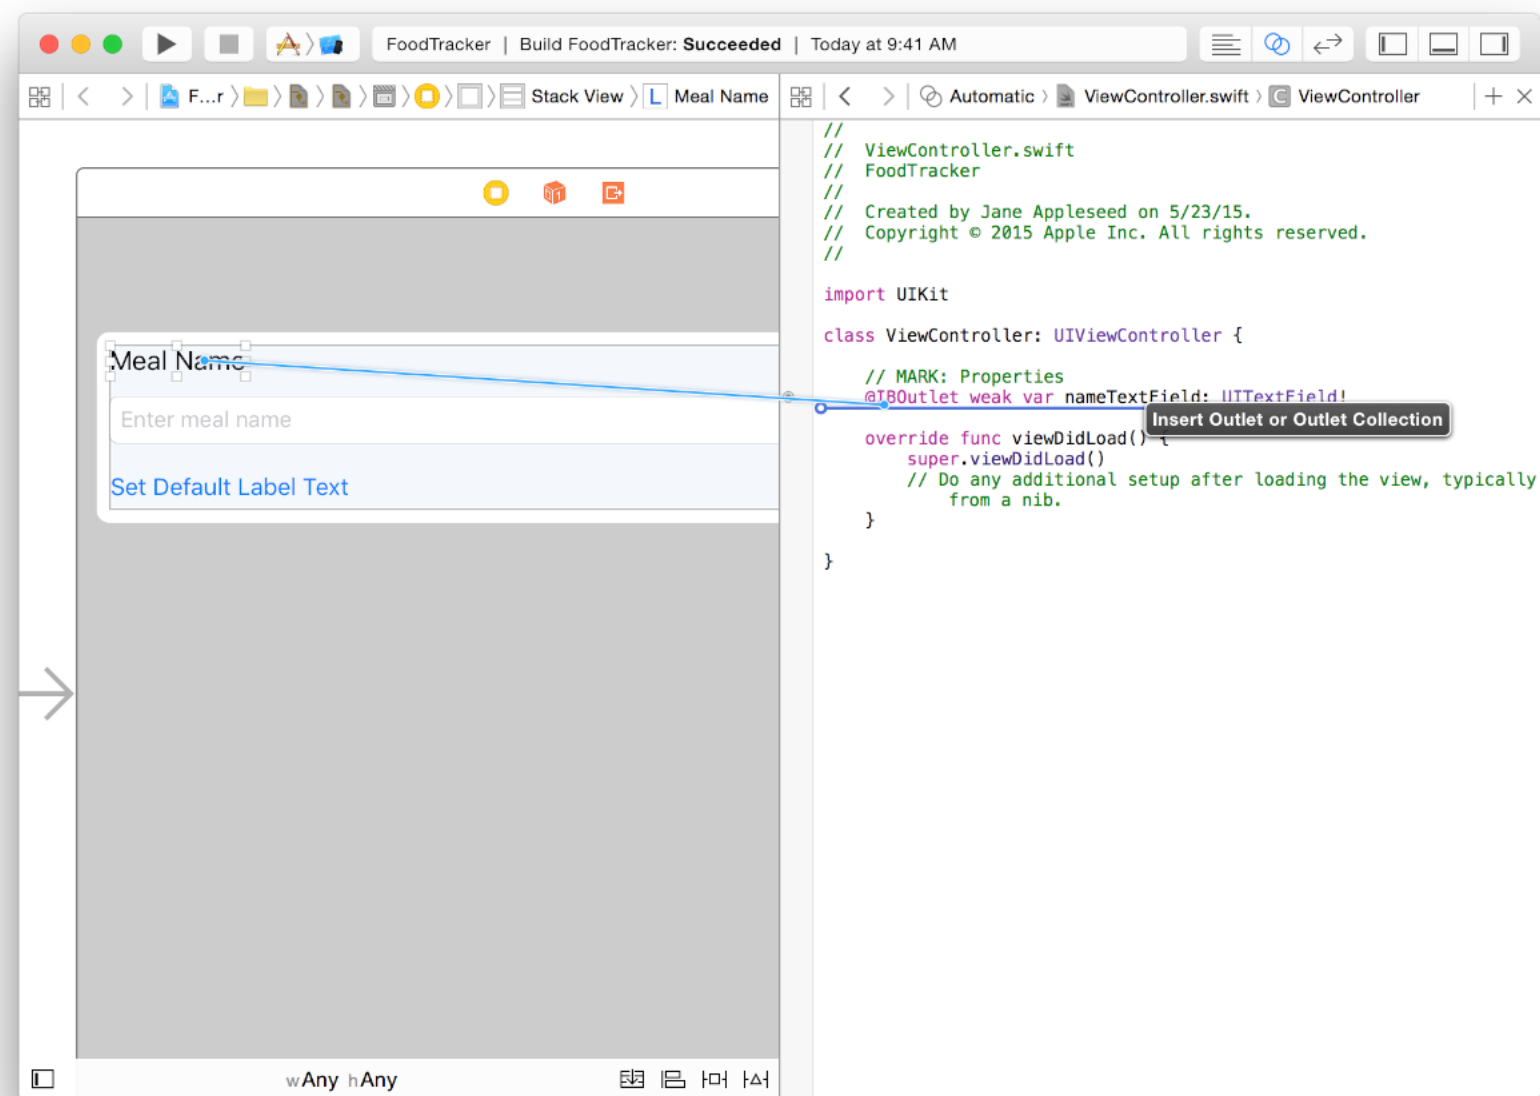 FoodTracker | Build FoodTracker: Succeeded | Today at 9:41 AM
F...r Stack View L Meal Name
Automatic ViewController.swift C ViewController
//
//  ViewController.swift
//  FoodTracker
//
//  Created by Jane Appleseed on 5/23/15.
//  Copyright © 2015 Apple Inc. All rights reserved.
//
import UIKit
class ViewController: UIViewController {
// MARK: Properties
@IBOutlet weak var nameTextField: UITextField!
Insert Outlet or Outlet Collection
override func viewDidLoad() {
super.viewDidLoad()
// Do any additional setup after loading the view, typically
from a nib.
}
}
Meal Name
Enter meal name
Set Default Label Text
wAny hAny